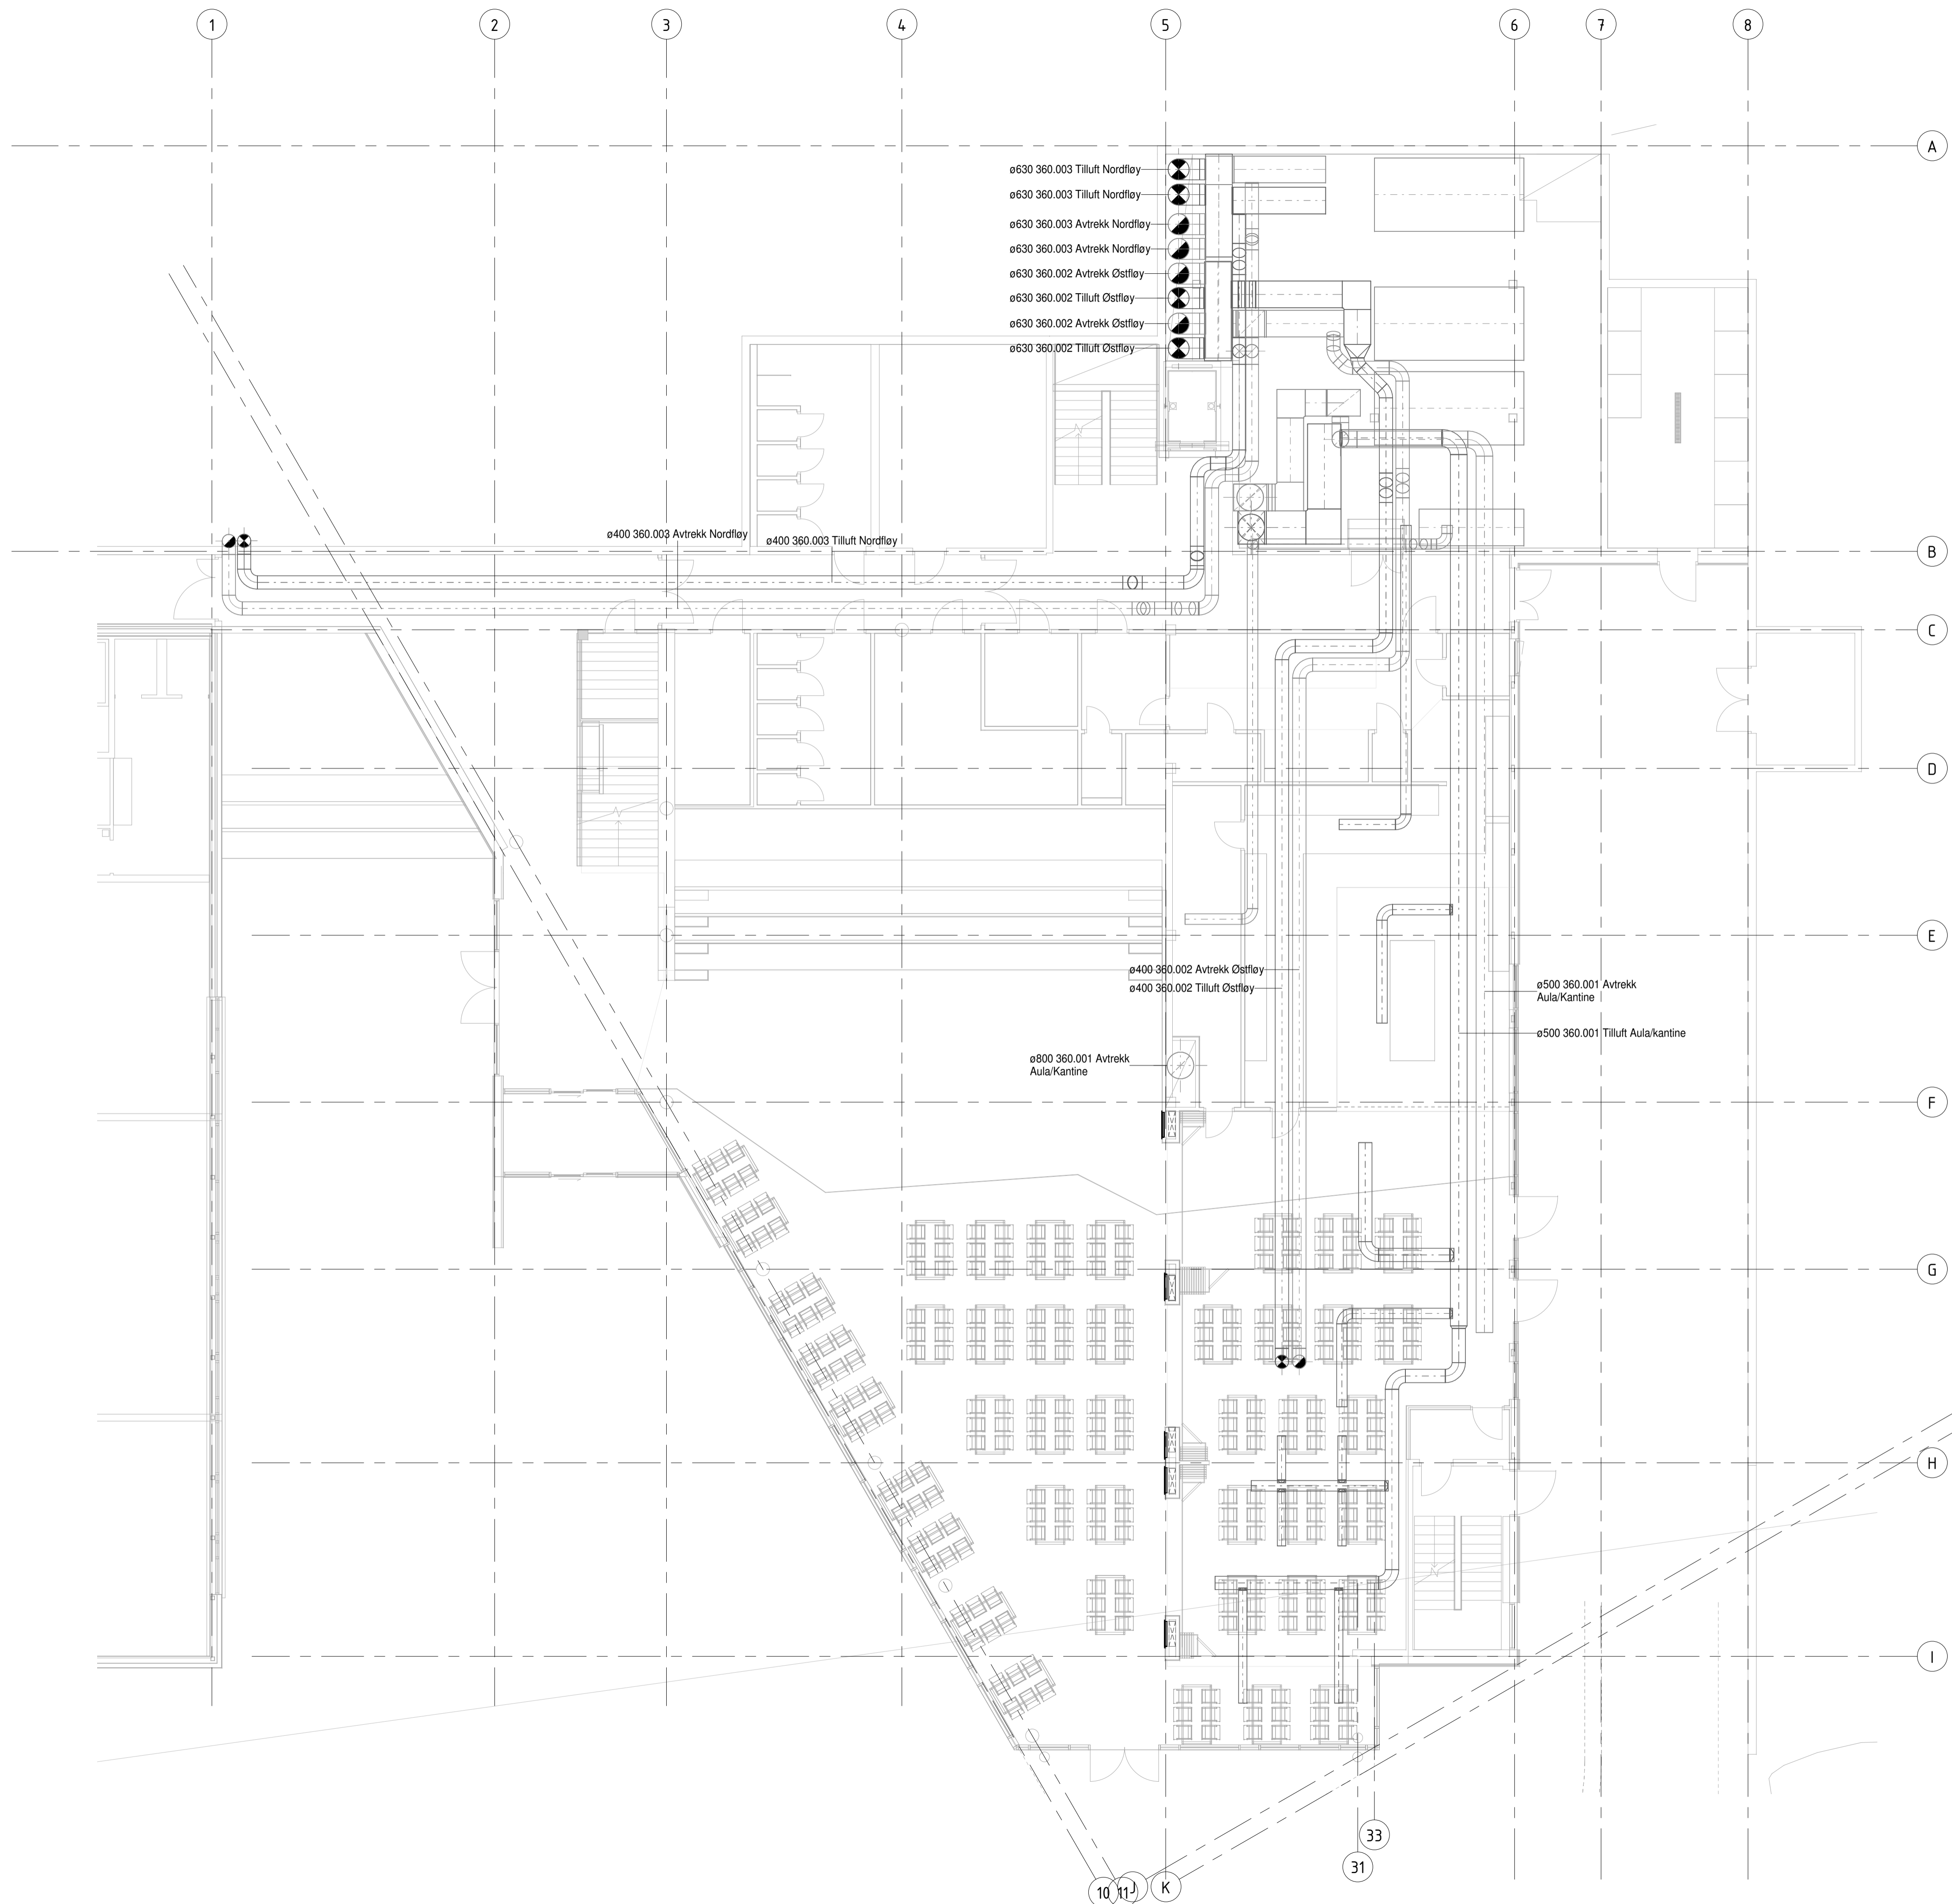 1
2
3
4
5
6
7
8
A
ø630 360.003 Tilluft Nordfløy
ø630 360.003 Tilluft Nordfløy
ø630 360.003 Avtrekk Nordfløy
ø630 360.003 Avtrekk Nordfløy
ø630 360.002 Avtrekk Østfløy
ø630 360.002 Tilluft Østfløy
ø630 360.002 Avtrekk Østfløy
ø630 360.002 Tilluft Østfløy
ø400 360.003 Avtrekk Nordfløy
ø400 360.003 Tilluft Nordfløy
B
C
D
E
ø400 360.002 Avtrekk Østfløy
ø400 360.002 Tilluft Østfløy
ø500 360.001 Avtrekk
Aula/Kantine
ø500 360.001 Tilluft Aula/kantine
ø800 360.001 Avtrekk
Aula/Kantine
F
G
H
I
33
31
10
11
J
K